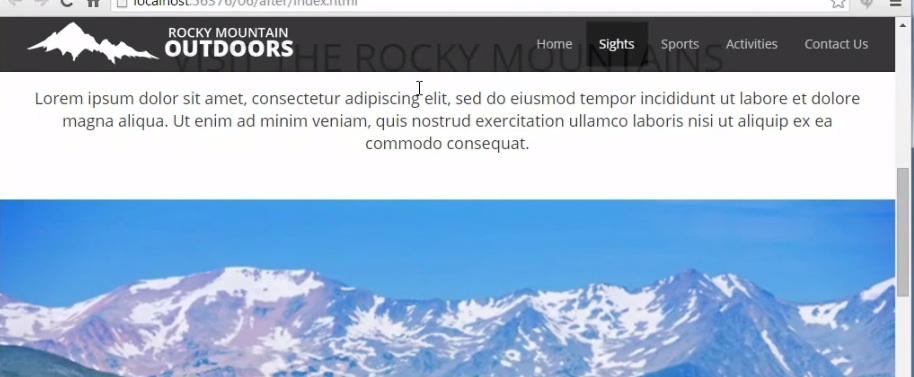 localhost:56376/06/after/index.html
ROCKY MOUNTAIN
OUTDOORS
Home Sights Sports Activities Contact Us
VISIT THE ROCKY MOUNTAINS
Lorem ipsum dolor sit amet, consectetur adipiscing elit, sed do eiusmod tempor incididunt ut labore et dolore
magna aliqua. Ut enim ad minim veniam, quis nostrud exercitation ullamco laboris nisi ut aliquip ex ea
commodo consequat.